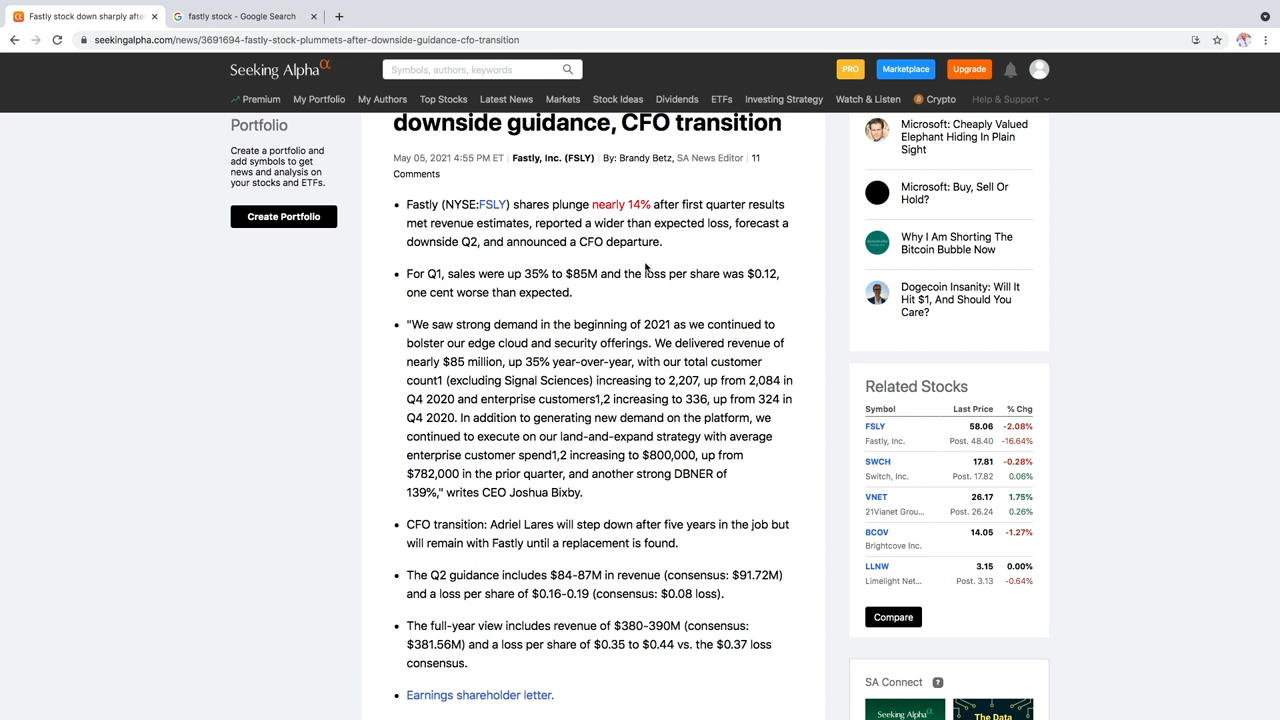 Fastly stock down sharply after
fastly stock - Google Search
seekingalpha.com/news/3691694-fastly-stock-plummets-after-downside-guidance-cfo-transition
Seeking Alpha α
Symbols, authors, keywords
PRO
Marketplace
Upgrade
Premium
My Portfolio
My Authors
Top Stocks
Latest News
Markets
Stock Ideas
Dividends
ETFs
Investing Strategy
Watch & Listen
Crypto
Help & Support
Portfolio
Create a portfolio and
add symbols to get
news and analysis on
your stocks and ETFs.
Create Portfolio
downside guidance, CFO transition
May 05, 2021 4:55 PM ET | Fastly, Inc. (FSLY) | By: Brandy Betz, SA News Editor | 11
Comments
• Fastly (NYSE:FSLY) shares plunge nearly 14% after first quarter results
met revenue estimates, reported a wider than expected loss, forecast a
downside Q2, and announced a CFO departure.
• For Q1, sales were up 35% to $85M and the loss per share was $0.12,
one cent worse than expected.
• "We saw strong demand in the beginning of 2021 as we continued to
bolster our edge cloud and security offerings. We delivered revenue of
nearly $85 million, up 35% year-over-year, with our total customer
count1 (excluding Signal Sciences) increasing to 2,207, up from 2,084 in
Q4 2020 and enterprise customers1,2 increasing to 336, up from 324 in
Q4 2020. In addition to generating new demand on the platform, we
continued to execute on our land-and-expand strategy with average
enterprise customer spend1,2 increasing to $800,000, up from
$782,000 in the prior quarter, and another strong DBNER of
139%," writes CEO Joshua Bixby.
• CFO transition: Adriel Lares will step down after five years in the job but
will remain with Fastly until a replacement is found.
• The Q2 guidance includes $84-87M in revenue (consensus: $91.72M)
and a loss per share of $0.16-0.19 (consensus: $0.08 loss).
• The full-year view includes revenue of $380-390M (consensus:
$381.56M) and a loss per share of $0.35 to $0.44 vs. the $0.37 loss
consensus.
• Earnings shareholder letter.
Microsoft: Cheaply Valued
Elephant Hiding In Plain
Sight
Microsoft: Buy, Sell Or
Hold?
Why I Am Shorting The
Bitcoin Bubble Now
Dogecoin Insanity: Will It
Hit $1, And Should You
Care?
Related Stocks
Symbol Last Price % Chg
FSLY 58.06 -2.08%
Fastly, Inc. Post. 48.40 -16.64%
SWCH 17.81 -0.28%
Switch, Inc. Post. 17.82 0.06%
VNET 26.17 1.75%
21Vianet Grou... Post. 26.24 0.26%
BCOV 14.05 -1.27%
Brightcove Inc.
LLNW 3.15 0.00%
Limelight Net... Post. 3.13 -0.64%
Compare
SA Connect ?
Seeking Alpha α
The Data